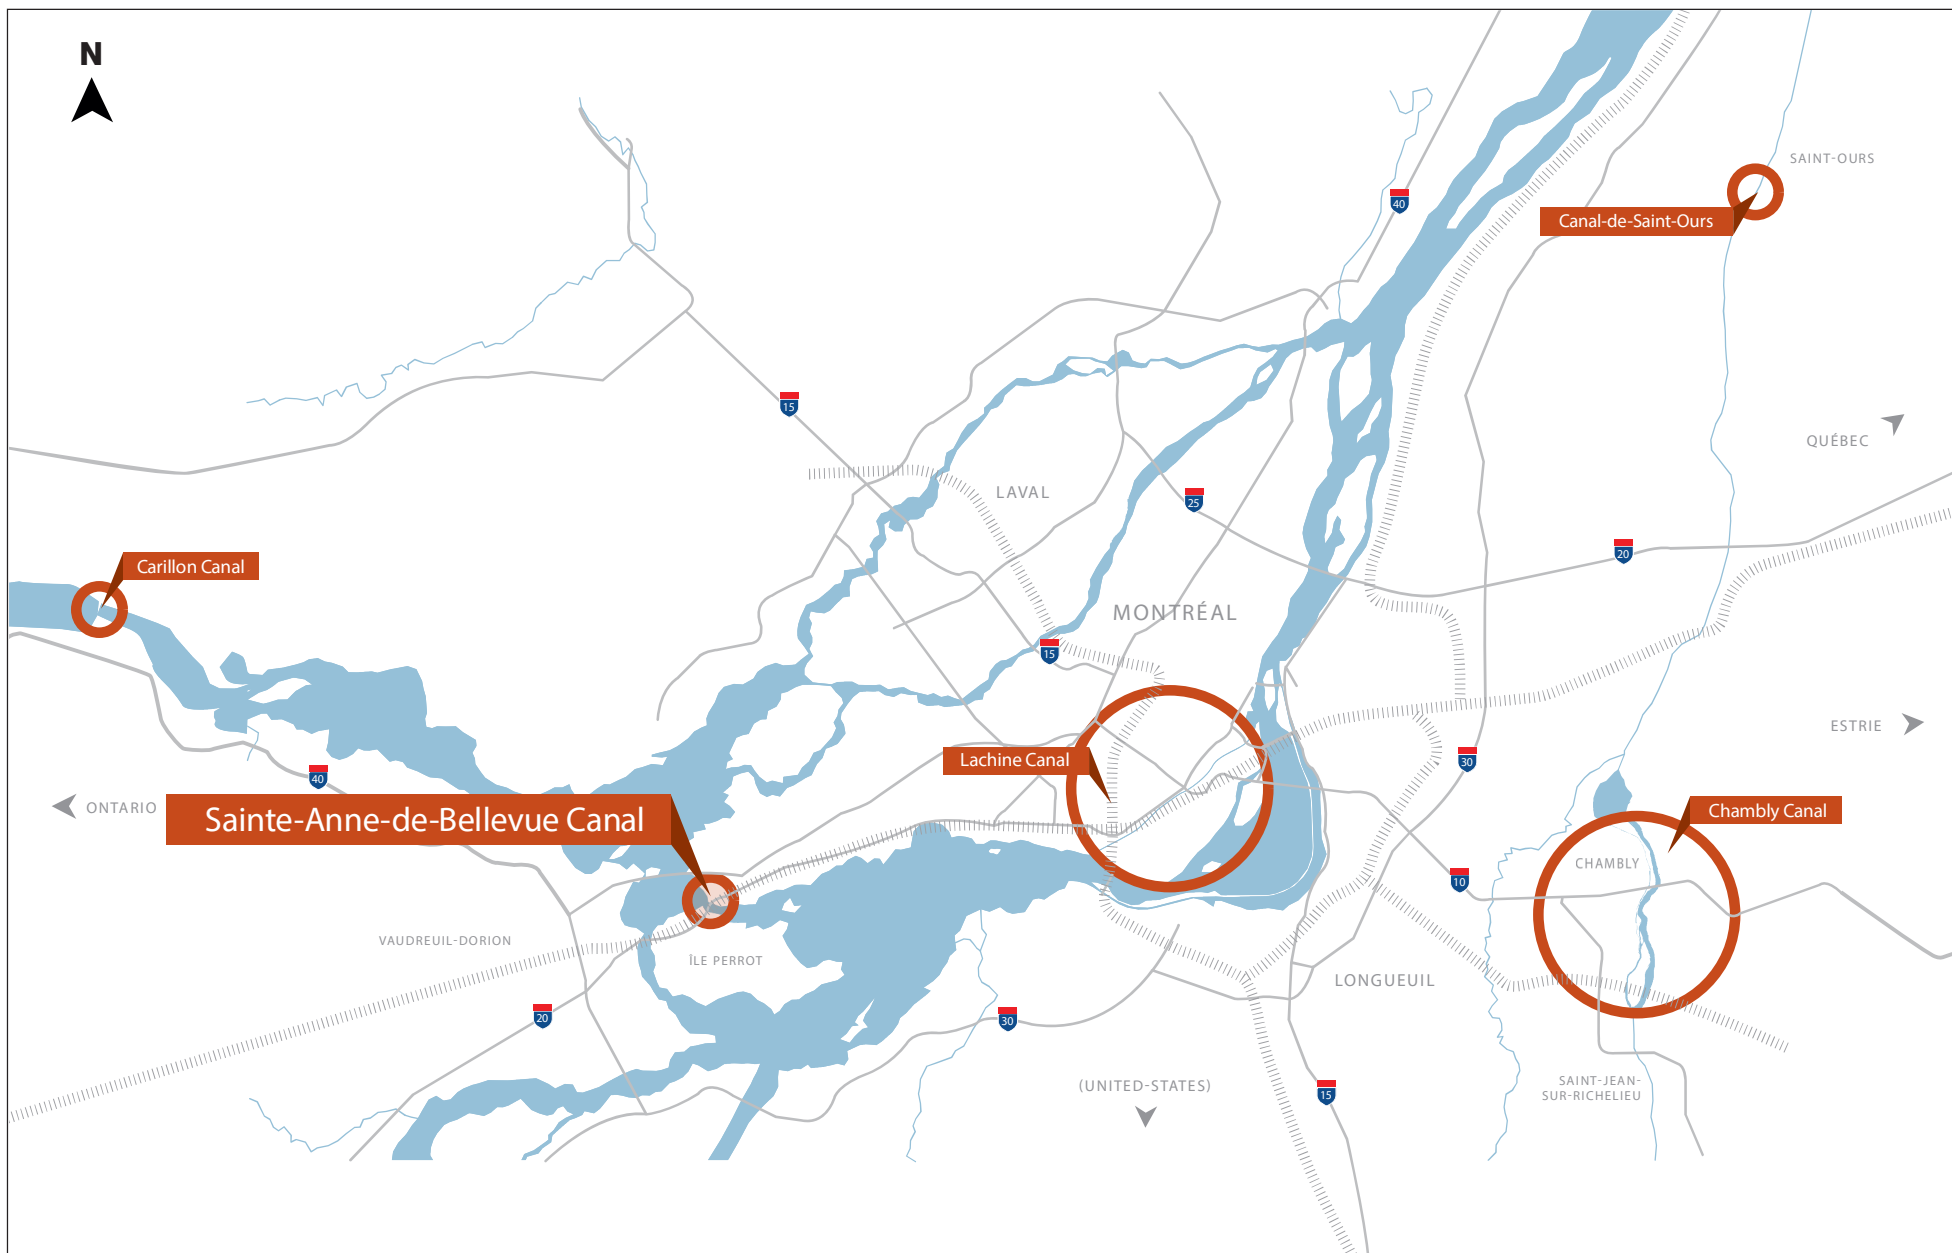 N
SAINT-OURS
40
Canal-de-Saint-Ours
15
QUÉBEC
LAVAL
25
20
Carillon Canal
MONTRÉAL
15
ESTRIE
Lachine Canal
30
40
ONTARIO
Sainte-Anne-de-Bellevue Canal
Chambly Canal
CHAMBLY
10
VAUDREUIL-DORION
ÎLE PERROT
LONGUEUIL
20
30
(UNITED-STATES)
15
SAINT-JEAN-
SUR-RICHELIEU